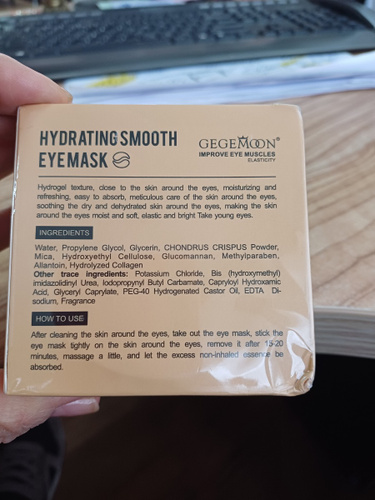 HYDRATING SMOOTH
EYE MASK
GEGEMOON®
IMPROVE EYE MUSCLES
ELASTICITY
Hydrogel texture, close to the skin around the eyes, moisturizing and
refreshing, easy to absorb, meticulous care of the skin around the eyes,
soothing the dry and dehydrated skin around the eyes, making the skin
around the eyes moist and soft, elastic and bright Take young eyes.
INGREDIENTS
Water, Propylene Glycol, Glycerin, CHONDRUS CRISPUS Powder,
Mica, Hydroxyethyl Cellulose, Glucomannan, Methylparaben,
Allantoin, Hydrolyzed Collagen
Other trace ingredients: Potassium Chloride, Bis (hydroxymethyl)
imidazolidinyl Urea, Iodopropynyl Butyl Carbamate, Capryloyl Hydroxamic
Acid, Glyceryl Caprylate, PEG-40 Hydrogenated Castor Oil, EDTA Di-
sodium, Fragrance
HOW TO USE
After cleaning the skin around the eyes, take out the eye mask, stick the
eye mask tightly on the skin around the eyes, remove it after 15-20
minutes, massage a little, and let the excess non-inhaled essence be
absorbed.